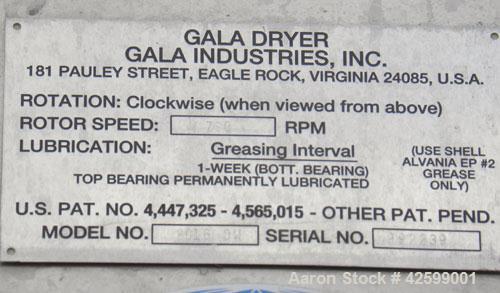 GALA DRYER
GALA INDUSTRIES, INC.
181 PAULEY STREET, EAGLE ROCK, VIRGINIA 24085, U.S.A.
ROTATION: Clockwise (when viewed from above)
ROTOR SPEED: RPM
LUBRICATION: Greasing Interval
1-WEEK (BOTT. BEARING)
TOP BEARING PERMANENTLY LUBRICATED
(USE SHELL
ALVANIA EP #2
GREASE
ONLY)
U.S. PAT. NO. 4,447,325 - 4,565,015 - OTHER PAT. PEND.
MODEL NO. SERIAL NO.
Aaron Stock # 42599001